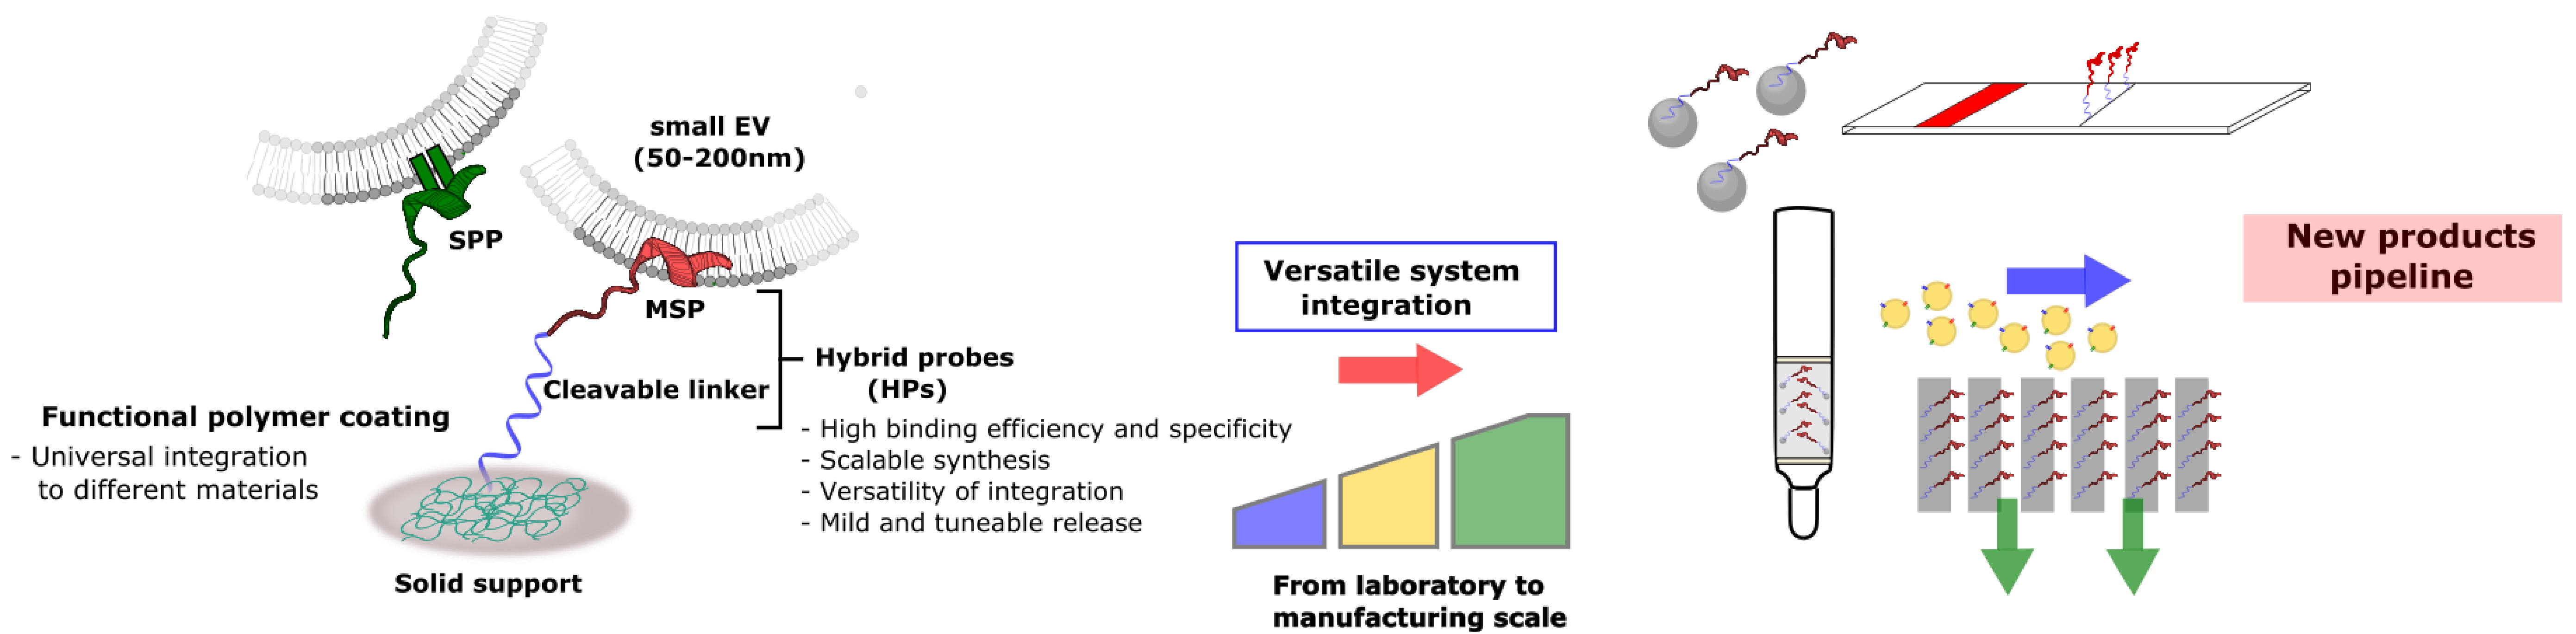 small EV
(50-200nm)
SPP
MSP
Cleavable linker
Hybrid probes
(HPs)
- High binding efficiency and specificity
- Scalable synthesis
- Versatility of integration
- Mild and tuneable release
Functional polymer coating
- Universal integration
to different materials
Solid support
Versatile system
integration
From laboratory to
manufacturing scale
New products
pipeline